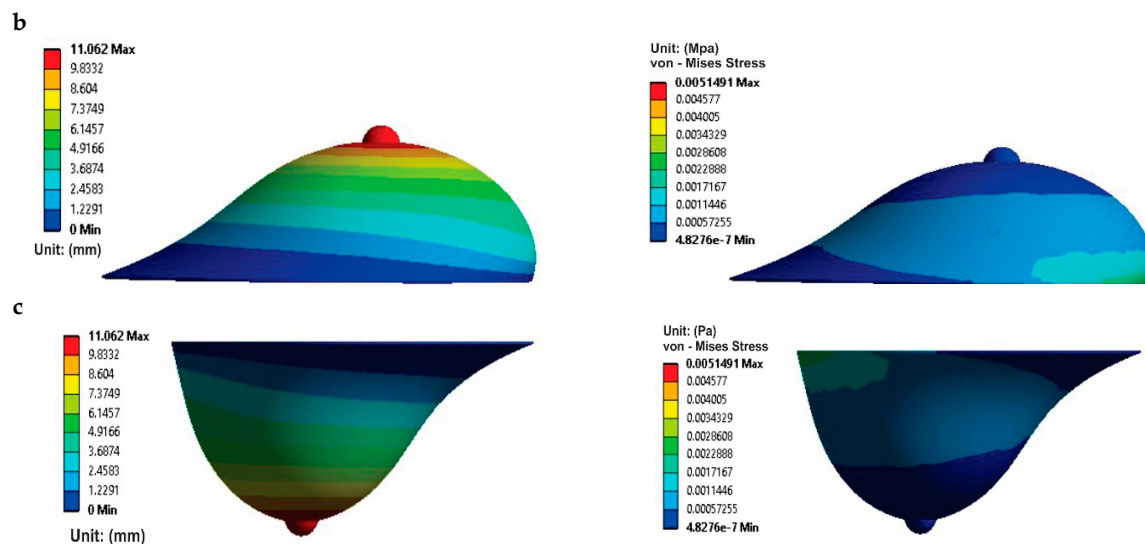 b
11.062 Max
9.8332
8.604
7.3749
6.1457
4.9166
3.6874
2.4583
1.2291
0 Min
Unit: (mm)
Unit: (Mpa)
von - Mises Stress
0.0051491 Max
0.004577
0.004005
0.0034329
0.0028608
0.0022888
0.0017167
0.0011446
0.00057255
4.8276e-7 Min
c
11.062 Max
9.8332
8.604
7.3749
6.1457
4.9166
3.6874
2.4583
1.2291
0 Min
Unit: (mm)
Unit: (Pa)
von - Mises Stress
0.0051491 Max
0.004577
0.004005
0.0034329
0.0028608
0.0022888
0.0017167
0.0011446
0.00057255
4.8276e-7 Min